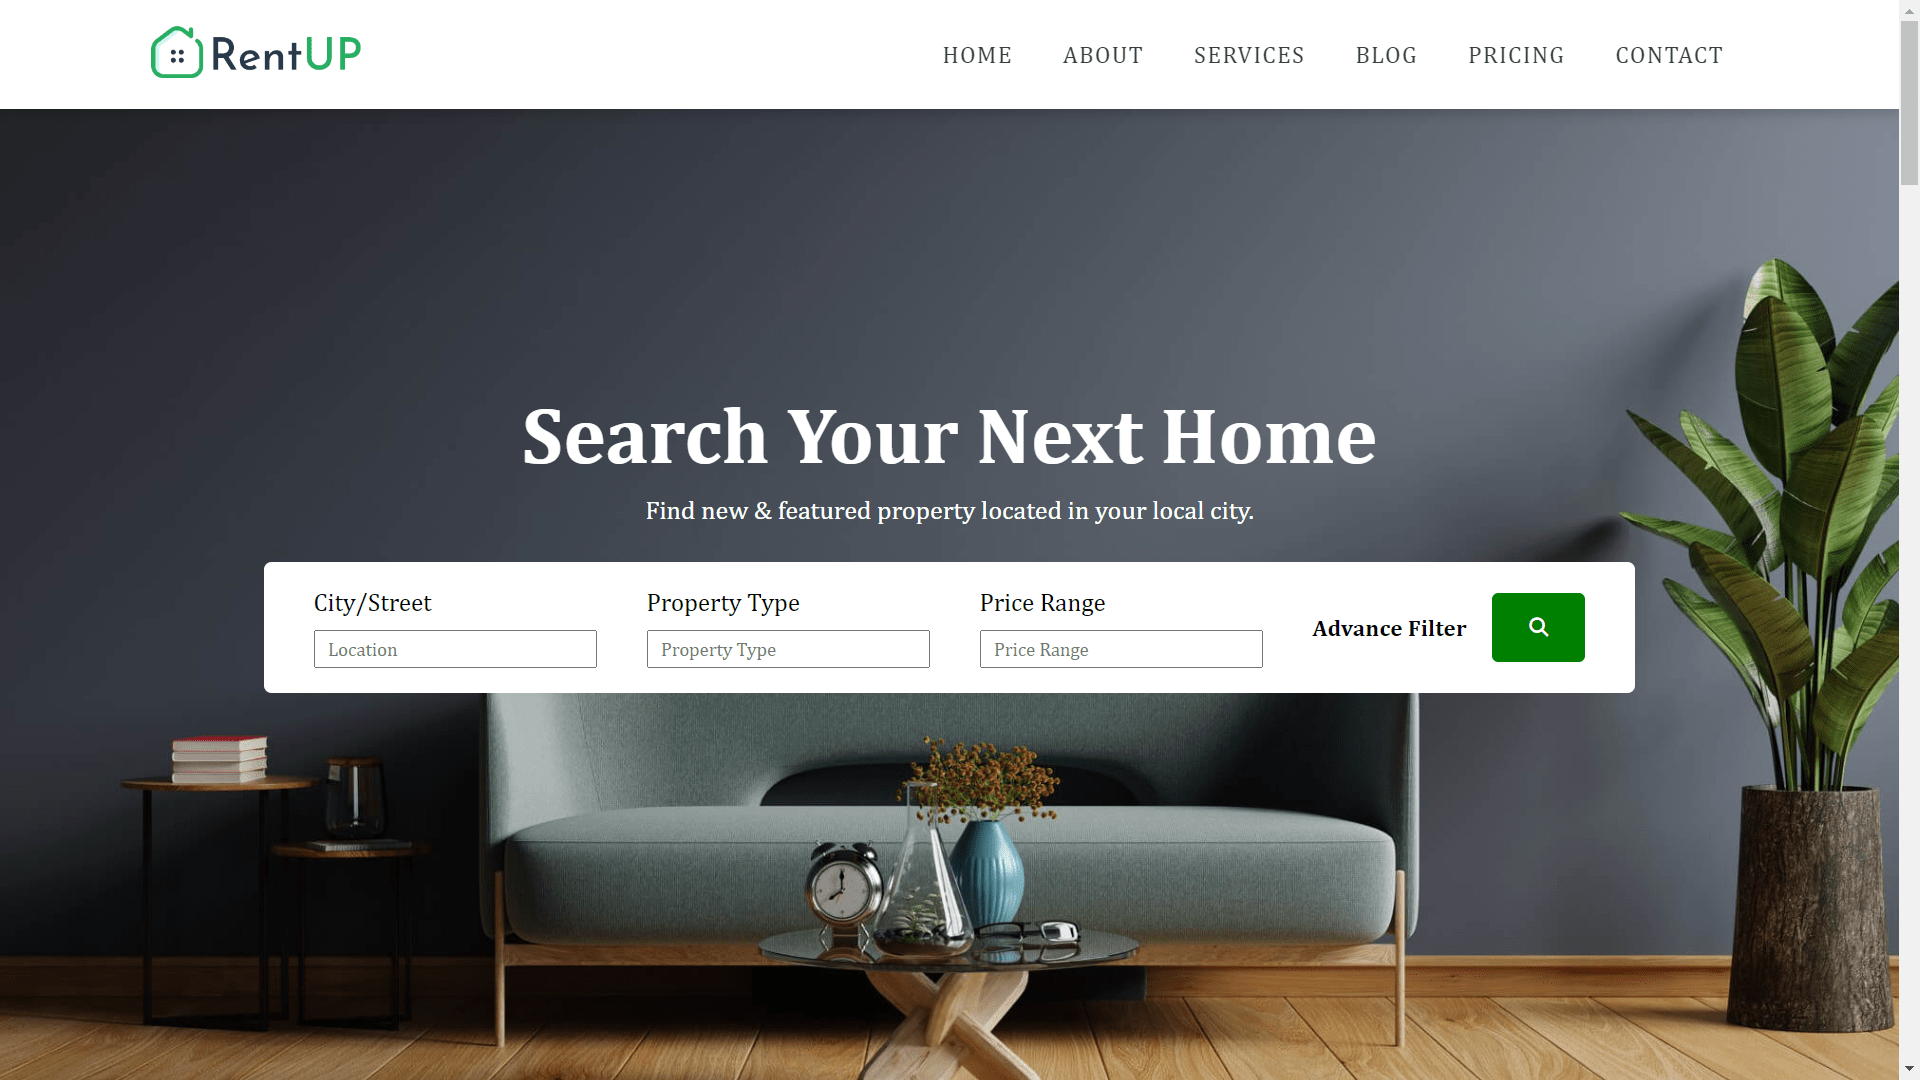 RentUP
HOME ABOUT SERVICES BLOG PRICING CONTACT
Search Your Next Home
Find new & featured property located in your local city.
City/Street Property Type Price Range
Advance Filter
Location Property Type Price Range